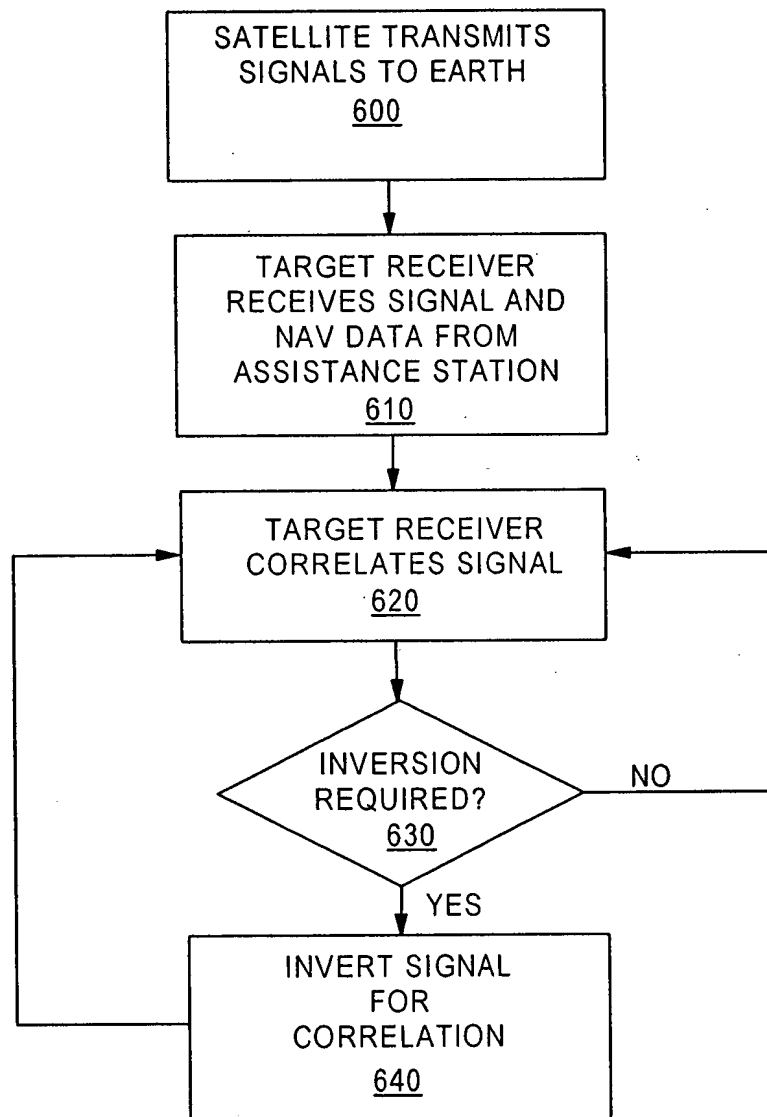 SATELLITE TRANSMITS
SIGNALS TO EARTH
600
TARGET RECEIVER
RECEIVES SIGNAL AND
NAV DATA FROM
ASSISTANCE STATION
610
TARGET RECEIVER
CORRELATES SIGNAL
620
INVERSION
REQUIRED?
630
NO
YES
INVERT SIGNAL
FOR
CORRELATION
640